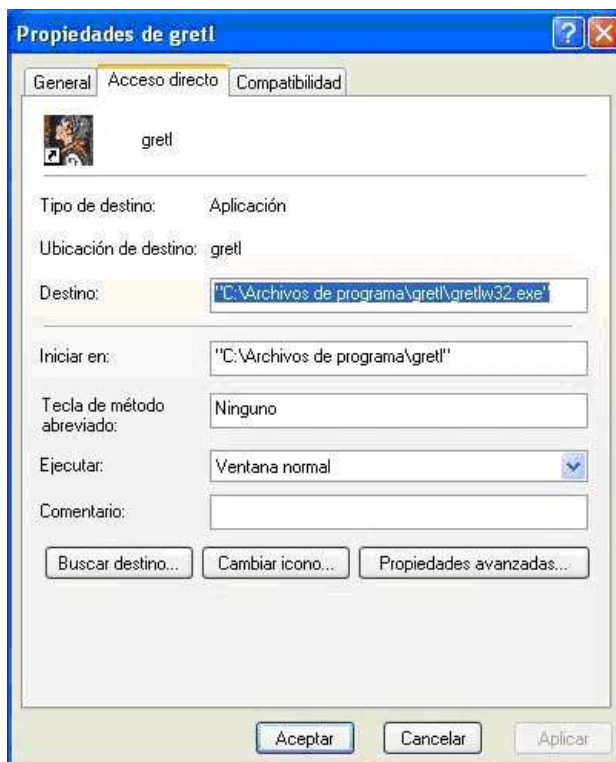 Propiedades de gretl
General Acceso directo Compatibilidad
gretl
Tipo de destino: Aplicación
Ubicación de destino: gretl
Destino: "C:\Archivos de programa\gretl\gretlw32.exe"
Iniciar en: "C:\Archivos de programa\gretl"
Tecla de método
abreviado:
Ninguno
Ejecutar: Ventana normal
Comentario:
Buscar destino... Cambiar icono... Propiedades avanzadas...
Aceptar Cancelar Aplicar